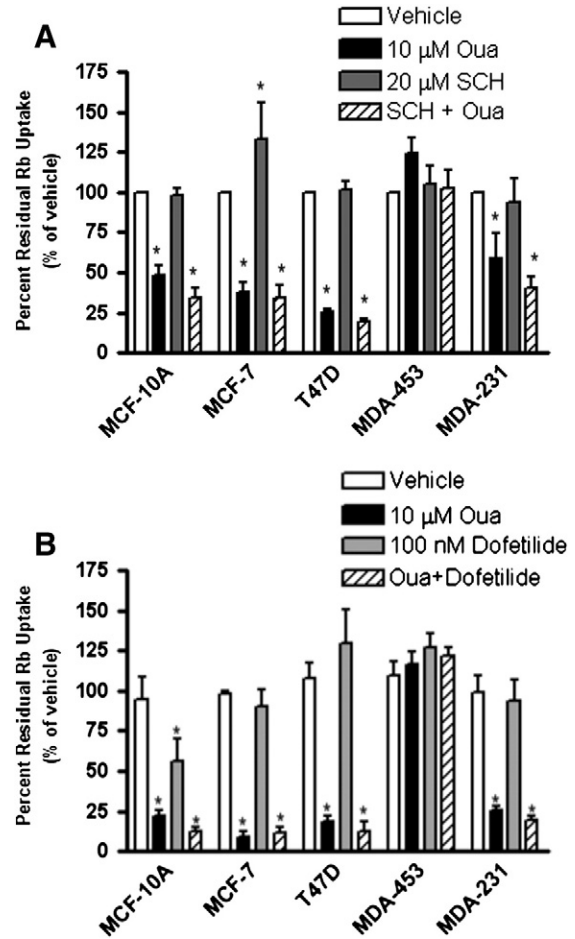 A
Vehicle
10 μM Oua
20 μM SCH
SCH + Oua
Percent Residual Rb Uptake
(% of vehicle)
175
150
125
100
75
50
25
0
*
*
*
*
*
*
*
*
*
MCF-10A
MCF-7
T47D
MDA-453
MDA-231
B
Vehicle
10 μM Oua
100 nM Dofetilide
Oua+Dofetilide
Percent Residual Rb Uptake
(% of vehicle)
175
150
125
100
75
50
25
0
*
*
*
*
*
*
*
*
*
MCF-10A
MCF-7
T47D
MDA-453
MDA-231